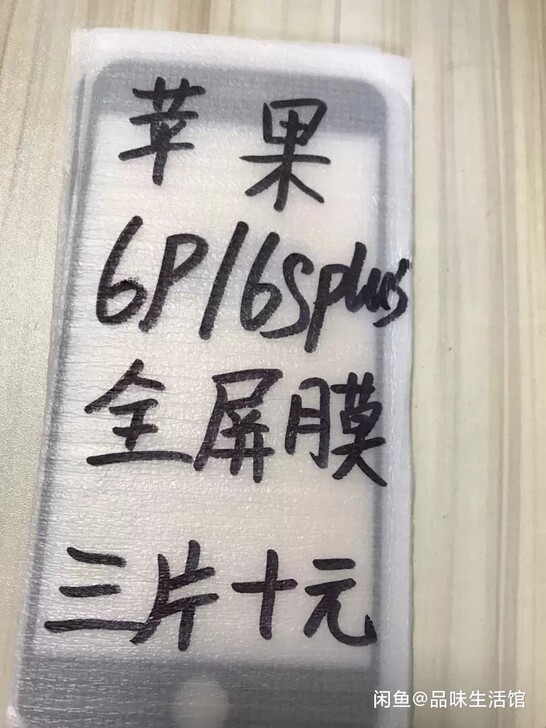 苹果
6P/6Splus
全屏膜
三片十元
闲鱼@品味生活馆